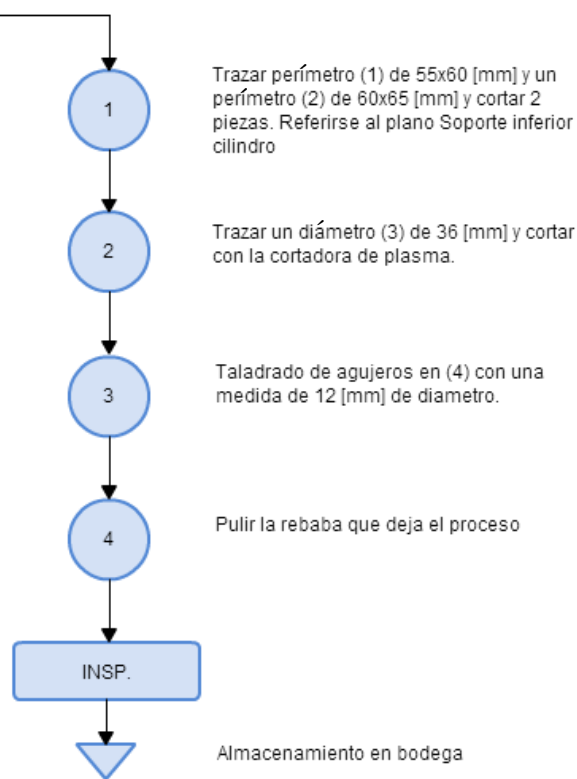 1
Trazar perímetro (1) de 55x60 [mm] y un
perímetro (2) de 60x65 [mm] y cortar 2
piezas. Referirse al plano Soporte inferior
cilindro
2
Trazar un diámetro (3) de 36 [mm] y cortar
con la cortadora de plasma.
3
Taladrado de agujeros en (4) con una
medida de 12 [mm] de diametro.
4
Pulir la rebaba que deja el proceso
INSP.
Almacenamiento en bodega